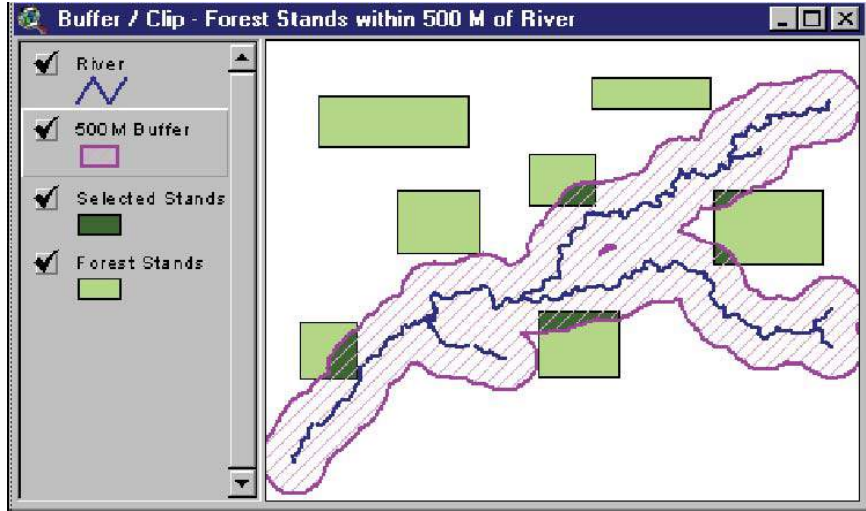 Buffer / Clip - Forest Stands within 500 M of River
River
500 M Buffer
Selected Stands
Forest Stands